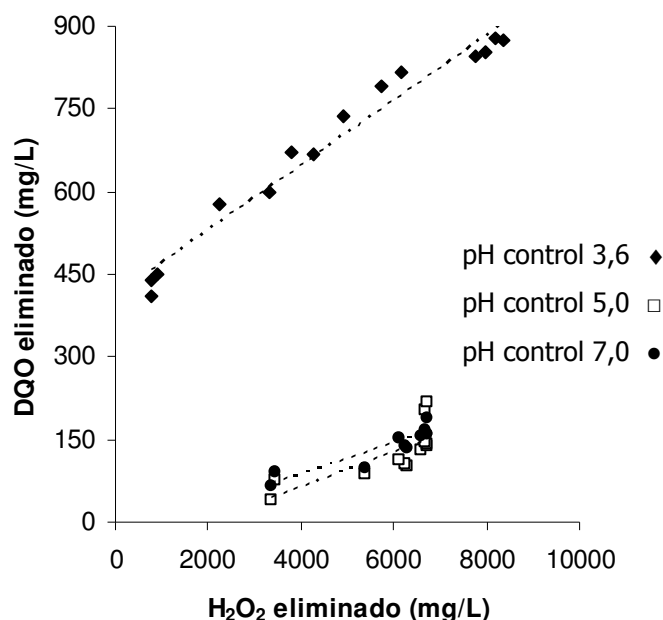 900
750
600
450
300
150
0
DQO eliminado (mg/L)
pH control 3,6
pH control 5,0
pH control 7,0
0 2000 4000 6000 8000 10000
H₂O₂ eliminado (mg/L)